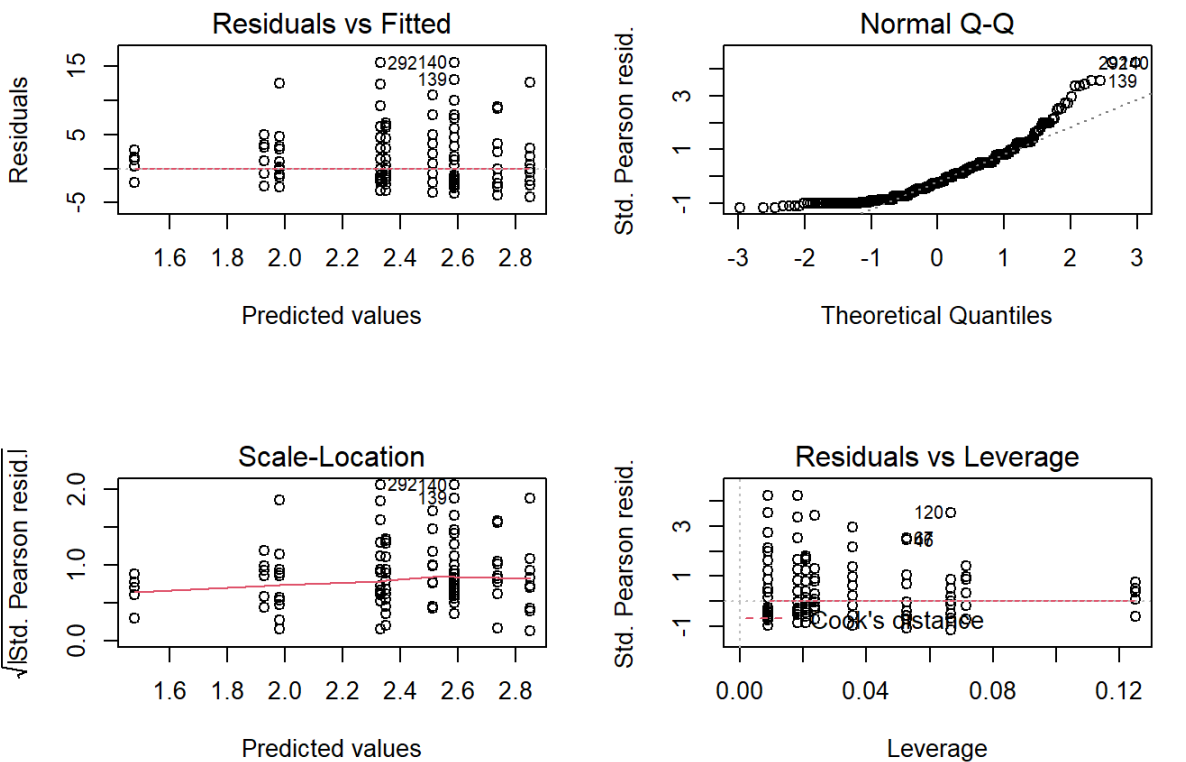 Residuals vs Fitted
Residuals
15
5
-5
292
140
139
1.6 1.8 2.0 2.2 2.4 2.6 2.8
Predicted values
Normal Q-Q
Std. Pearson resid.
3
1
-1
139
-3 -2 -1 0 1 2 3
Theoretical Quantiles
Scale-Location
√|Std. Pearson resid.|
2.0
1.0
0.0
292
140
139
1.6 1.8 2.0 2.2 2.4 2.6 2.8
Predicted values
Residuals vs Leverage
Std. Pearson resid.
3
1
-1
120
Cook's distance
0.00 0.04 0.08 0.12
Leverage